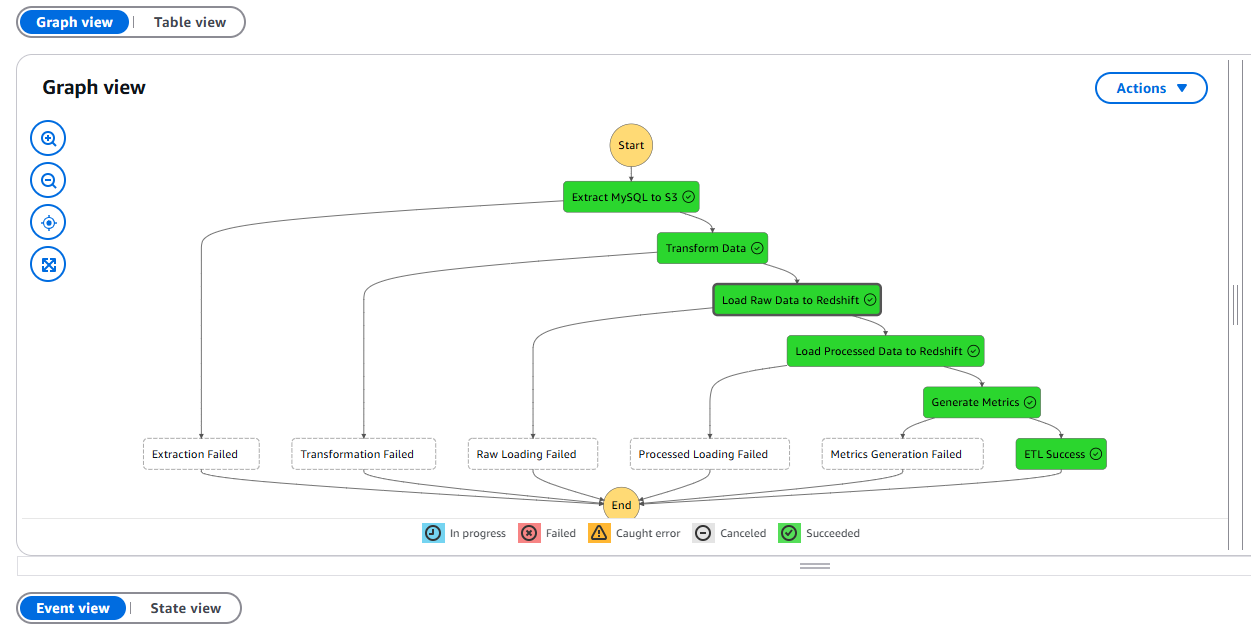 Graph view | Table view
Graph view
Actions
Start
Extract MySQL to S3
Transform Data
Load Raw Data to Redshift
Load Processed Data to Redshift
Generate Metrics
Extraction Failed
Transformation Failed
Raw Loading Failed
Processed Loading Failed
Metrics Generation Failed
ETL Success
End
In progress Failed Caught error Canceled Succeeded
Event view | State view